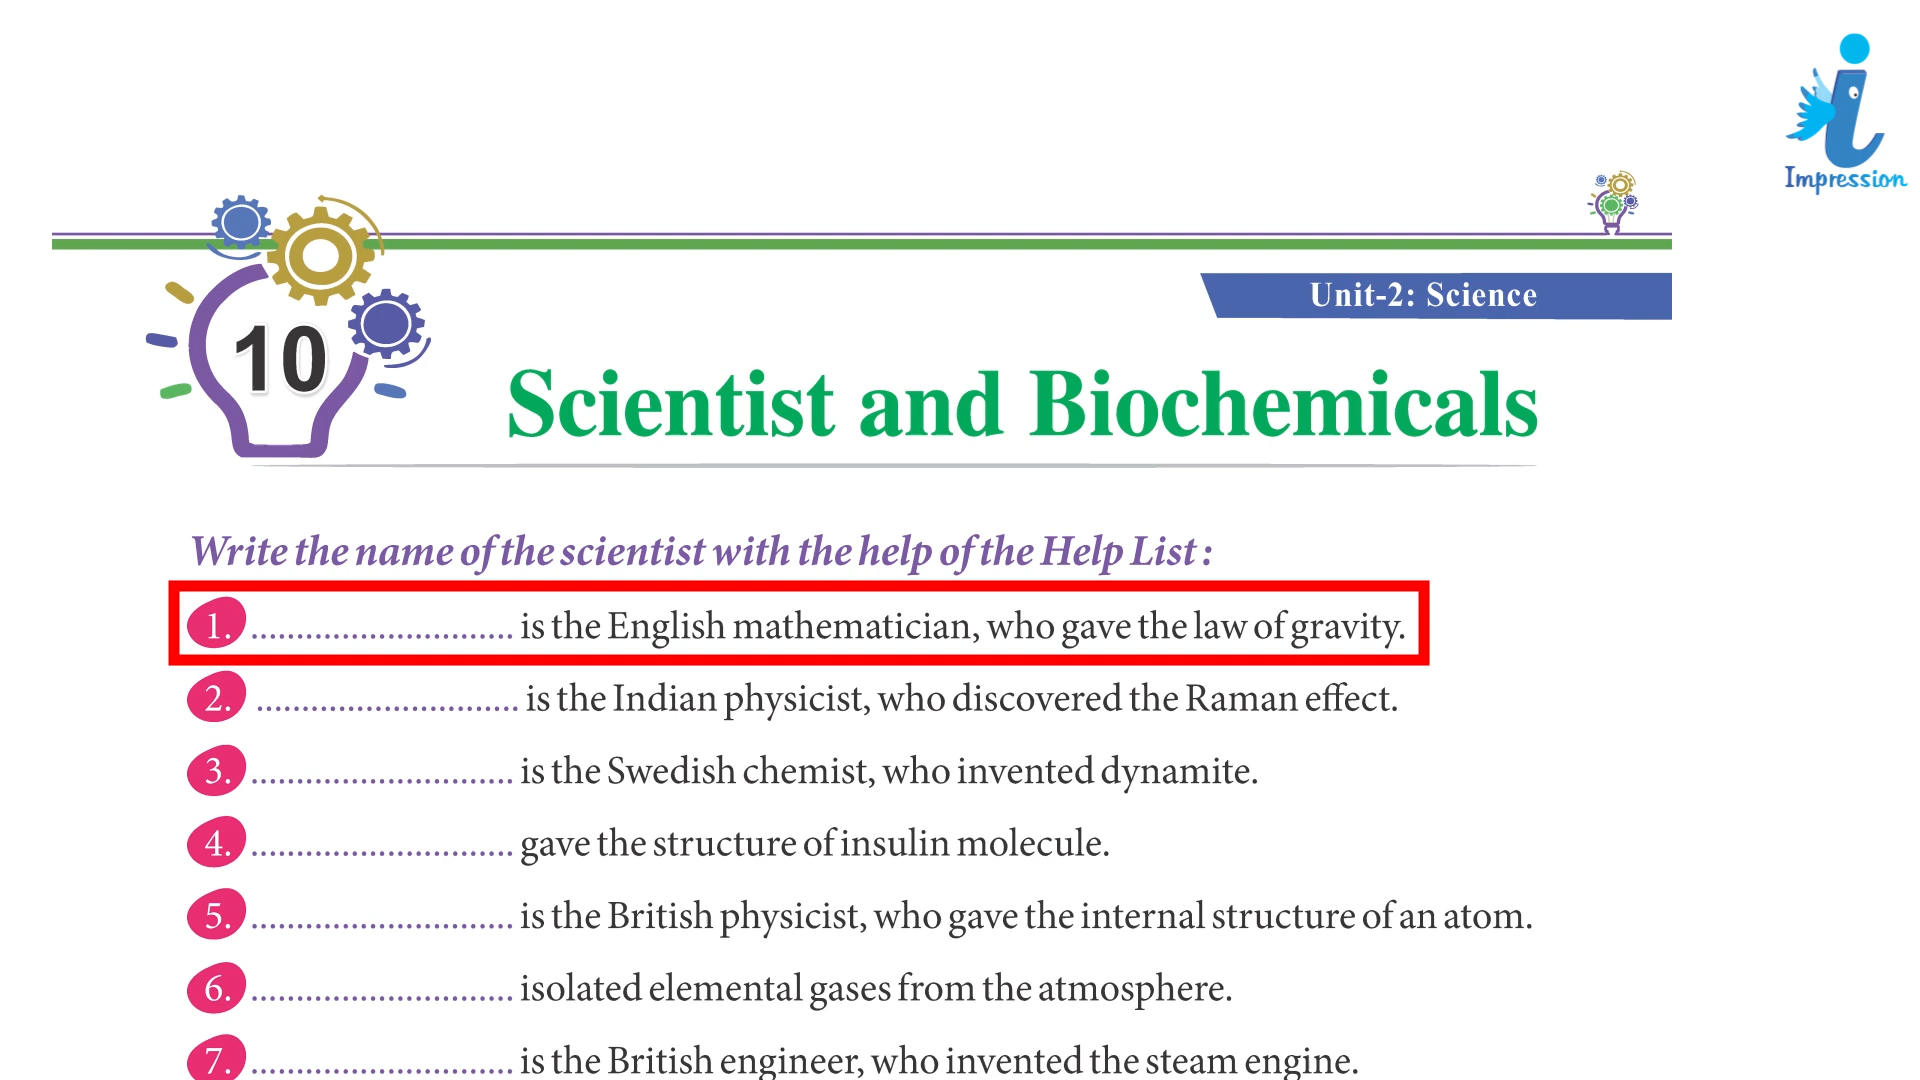 Impression
Unit-2: Science
10
Scientist and Biochemicals
Write the name of the scientist with the help of the Help List :
1. ............................. is the English mathematician, who gave the law of gravity.
2. ............................. is the Indian physicist, who discovered the Raman effect.
3. ............................. is the Swedish chemist, who invented dynamite.
4. ............................. gave the structure of insulin molecule.
5. ............................. is the British physicist, who gave the internal structure of an atom.
6. ............................. isolated elemental gases from the atmosphere.
7. ............................. is the British engineer, who invented the steam engine.